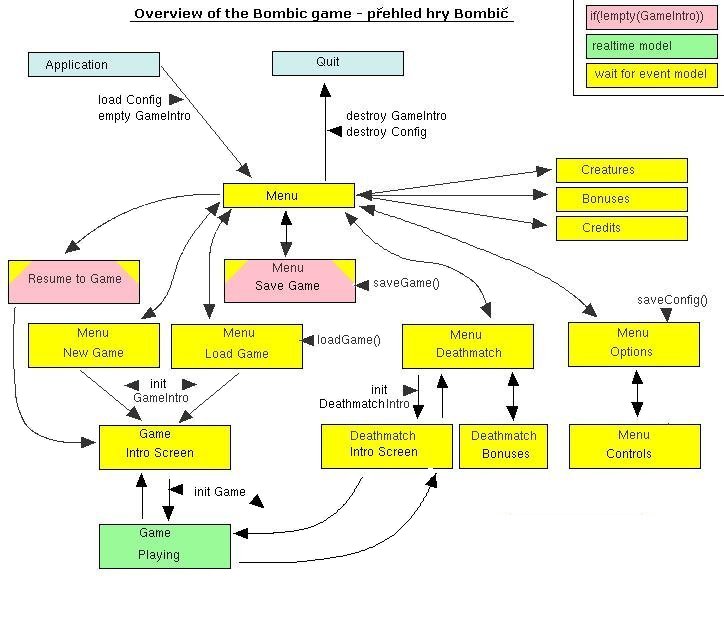 Overview of the Bombic game - přehled hry Bombič
if(!empty(GameIntro))
realtime model
wait for event model
Application
Quit
load Config
empty GameIntro
destroy GameIntro
destroy Config
Menu
Creatures
Bonuses
Credits
Resume to Game
Menu
Save Game
saveGame()
saveConfig()
Menu
New Game
Menu
Load Game
loadGame()
Menu
Deathmatch
Menu
Options
init
GameIntro
init
DeathmatchIntro
Game
Intro Screen
Deathmatch
Intro Screen
Deathmatch
Bonuses
Menu
Controls
init Game
Game
Playing